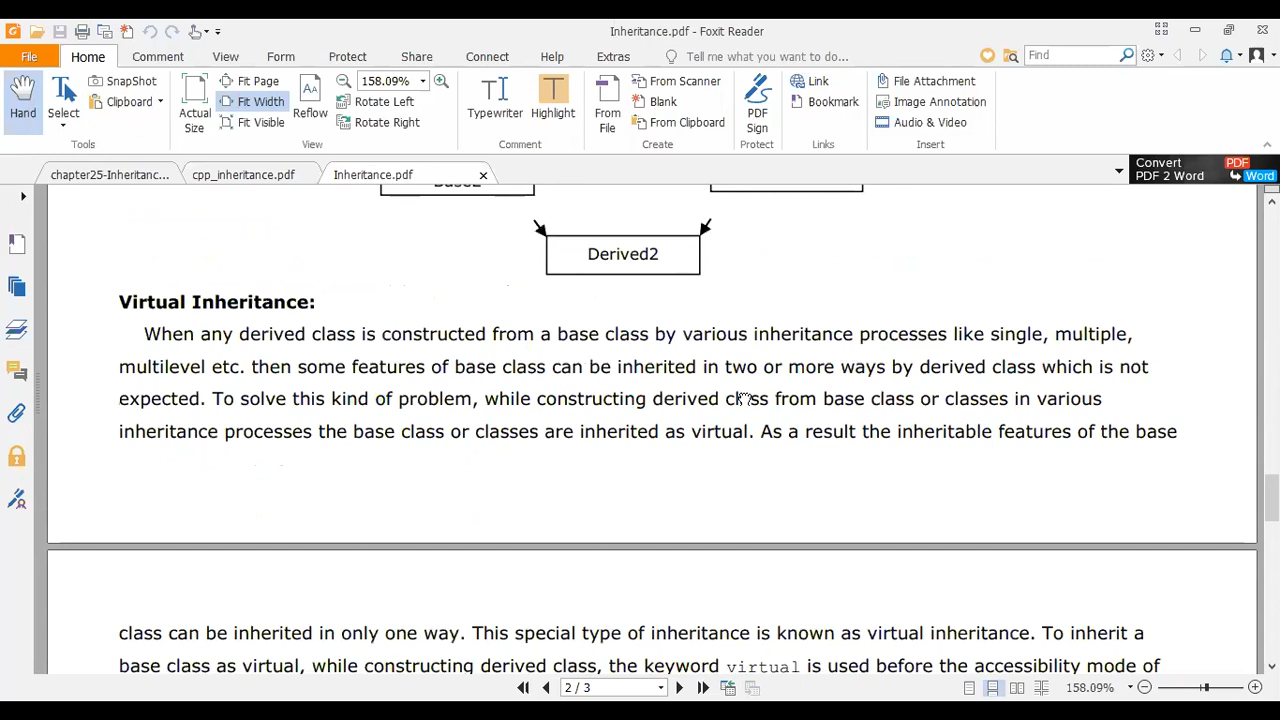 Inheritance.pdf - Foxit Reader
File Home Comment View Form Protect Share Connect Help Extras Tell me what you want to do... Find
Hand
Select
SnapShot
Clipboard
Tools
Actual Size
Fit Page
Fit Width
Fit Visible
Reflow
158.09%
Rotate Left
Rotate Right
View
Typewriter
Highlight
Comment
From File
From Scanner
Blank
From Clipboard
Create
PDF Sign
Protect
Link
Bookmark
Links
File Attachment
Image Annotation
Audio & Video
Insert
chapter25-Inheritanc... cpp_inheritance.pdf Inheritance.pdf
Convert PDF
PDF 2 Word Word
Base2
Derived2
Virtual Inheritance:
When any derived class is constructed from a base class by various inheritance processes like single, multiple,
multilevel etc. then some features of base class can be inherited in two or more ways by derived class which is not
expected. To solve this kind of problem, while constructing derived class from base class or classes in various
inheritance processes the base class or classes are inherited as virtual. As a result the inheritable features of the base
class can be inherited in only one way. This special type of inheritance is known as virtual inheritance. To inherit a
base class as virtual, while constructing derived class, the keyword virtual is used before the accessibility mode of
2 / 3 158.09%